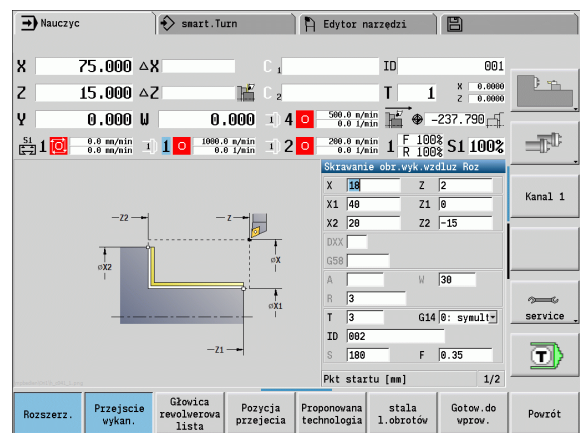 Nauczyc smart.Turn Edytor narzedzi
X 75.000 △X C 1 ID 001
Z 15.000 △Z C 2 T 1 X 0.0000 Z 0.0000
Y 0.000 W 0.000 4 500.0 m/min 0.0 1/min -237.790
S1 1 0.0 mm/min 0.0 mm/min 1 1000.0 m/min 0.0 1/min 2 200.0 m/min 0.0 1/min 1 F 100% R 100% S1 100%
Skrawanie obr.wyk.wzdluz Roz
X 10 Z 2
X1 40 Z1 0
X2 20 Z2 -15
DXX
G58
A W 30
R 3
T 3 G14 0: symult
ID 002
S 180 F 0.35
Pkt startu [mm] 1/2
Z2
Z
øX2
øX
øX1
Z1
Kanal 1
service
T
Rozszerz.
Przejscie wykan.
Głowica rewolwerowa lista
Pozycja przejecia
Proponowana technologia
stala l.obrotów
Gotow.do wprow.
Powrót